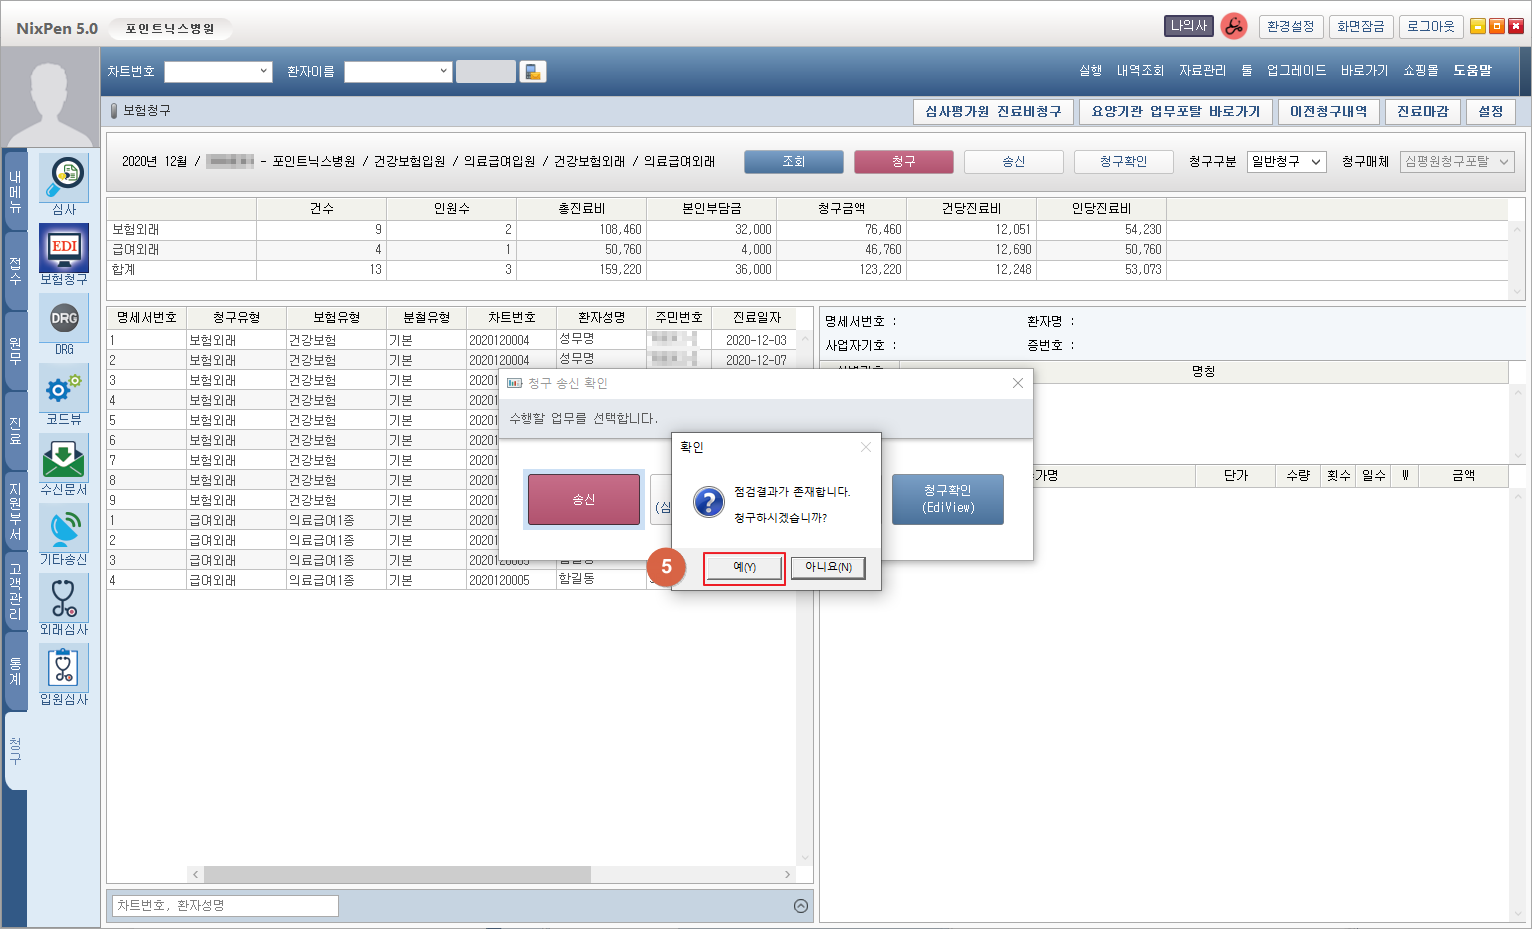 NixPen 5.0 포인트닉스병원 나의사 환경설정 화면잠금 로그아웃
차트번호 환자이름 실행 내역조회 자료관리 툴 업그레이드 바로가기 쇼핑몰 도움말
보험청구 심사평가원 진료비청구 요양기관 업무포탈 바로가기 이전청구내역 진료마감 설정
2020년 12월 / - 포인트닉스병원 / 건강보험입원 / 의료급여입원 / 건강보험외래 / 의료급여외래 조회 청구 송신 청구확인 청구구분 일반청구 청구매체 심평원청구포탈
내메뉴
접수
원무
진료
지원부서
고객관리
통계
청구
심사
EDI
보험청구
DRG
DRG
코드뷰
수신문서
기타송신
외래심사
입원심사
건수 인원수 총진료비 본인부담금 청구금액 건당진료비 인당진료비
보험외래 9 2 108,460 32,000 76,460 12,051 54,230
급여외래 4 1 50,760 4,000 46,760 12,690 50,760
합계 13 3 159,220 36,000 123,220 12,248 53,073
명세서번호 청구유형 보험유형 분철유형 차트번호 환자성명 주민번호 진료일자
1 보험외래 건강보험 기본 2020120004 성무명 2020-12-03
2 보험외래 건강보험 기본 2020120004 성무명 2020-12-07
3 보험외래 건강보험 기본 20201
4 보험외래 건강보험 기본 20201
5 보험외래 건강보험 기본 20201
6 보험외래 건강보험 기본 20201
7 보험외래 건강보험 기본 20201
8 보험외래 건강보험 기본 20201
9 보험외래 건강보험 기본 20201
1 급여외래 의료급여1종 기본 20201
2 급여외래 의료급여1종 기본 20201
3 급여외래 의료급여1종 기본 2020120005
4 급여외래 의료급여1종 기본 2020120005 함길동
명세서번호 : 환자명 :
사업자기호 : 증번호 :
명칭
가명 단가 수량 횟수 일수 ₩ 금액
청구 송신 확인
수행할 업무를 선택합니다.
송신
(심
청구확인
(EdiView)
확인
점검결과가 존재합니다.
청구하시겠습니까?
5 예(Y) 아니요(N)
차트번호, 환자성명